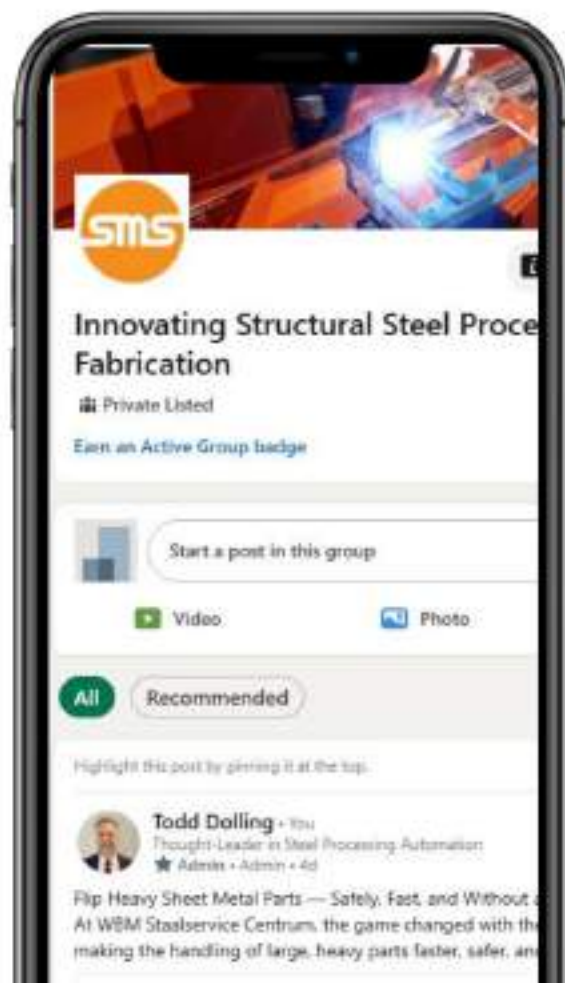 sms
Innovating Structural Steel Proce
Fabrication
Private Listed
Earn an Active Group badge
Start a post in this group
Video
Photo
All
Recommended
Highlight this post by pinning it at the top.
Todd Dolling • You
Thought-Leader in Steel Processing Automation
Admin • Admin • 4d
Flip Heavy Sheet Metal Parts — Safely, Fast, and Without
At WBM Staalservice Centrum, the game changed with the
making the handling of large, heavy parts faster, safer, an